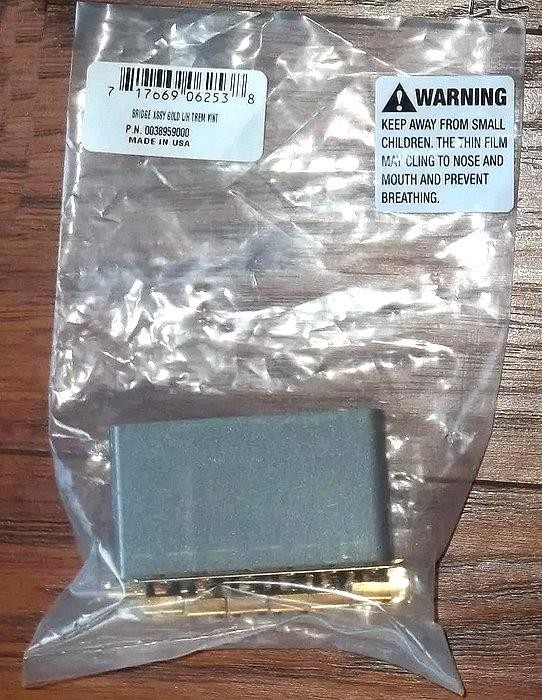 7 17669 06253 8
BRIDGE ASSY GOLD L/H TREM VINT
P.N. 0038959000
MADE IN USA
WARNING
KEEP AWAY FROM SMALL
CHILDREN. THE THIN FILM
MAY CLING TO NOSE AND
MOUTH AND PREVENT
BREATHING.